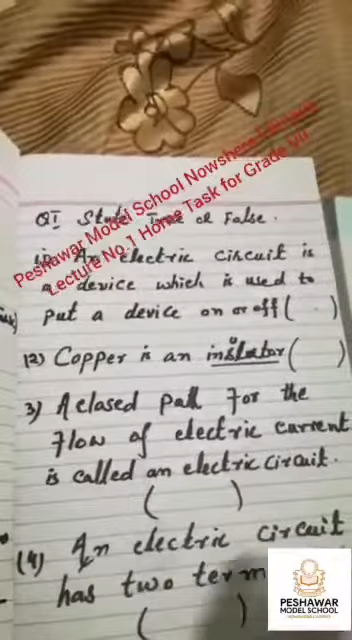 Peshawar Model School Nowshera
Lecture No.1 Home Task for Grade VII
QI State True or False.
An electric circuit is
a device which is used to
put a device on or off ( )
(2) Copper is an insulator ( )
3) A closed path for the
flow of electric current
is called an electric circuit.
( )
(4) An electric circuit
has two
( )
PESHAWAR
MODEL SCHOOL